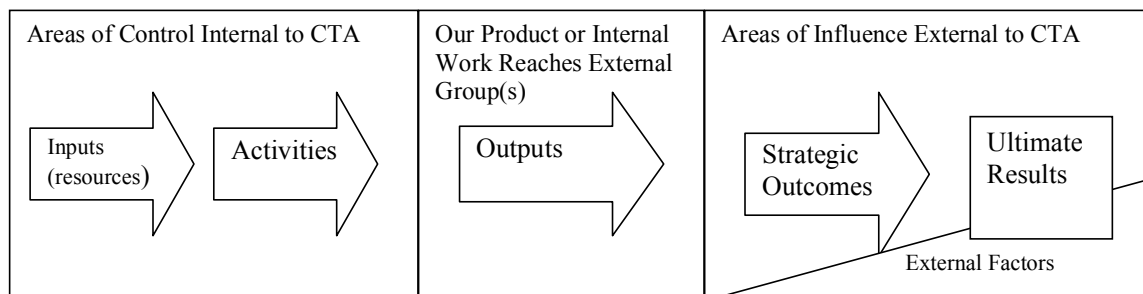 Areas of Control Internal to CTA
Inputs
(resources)
Activities
Our Product or Internal
Work Reaches External
Group(s)
Outputs
Areas of Influence External to CTA
Strategic
Outcomes
Ultimate
Results
External Factors